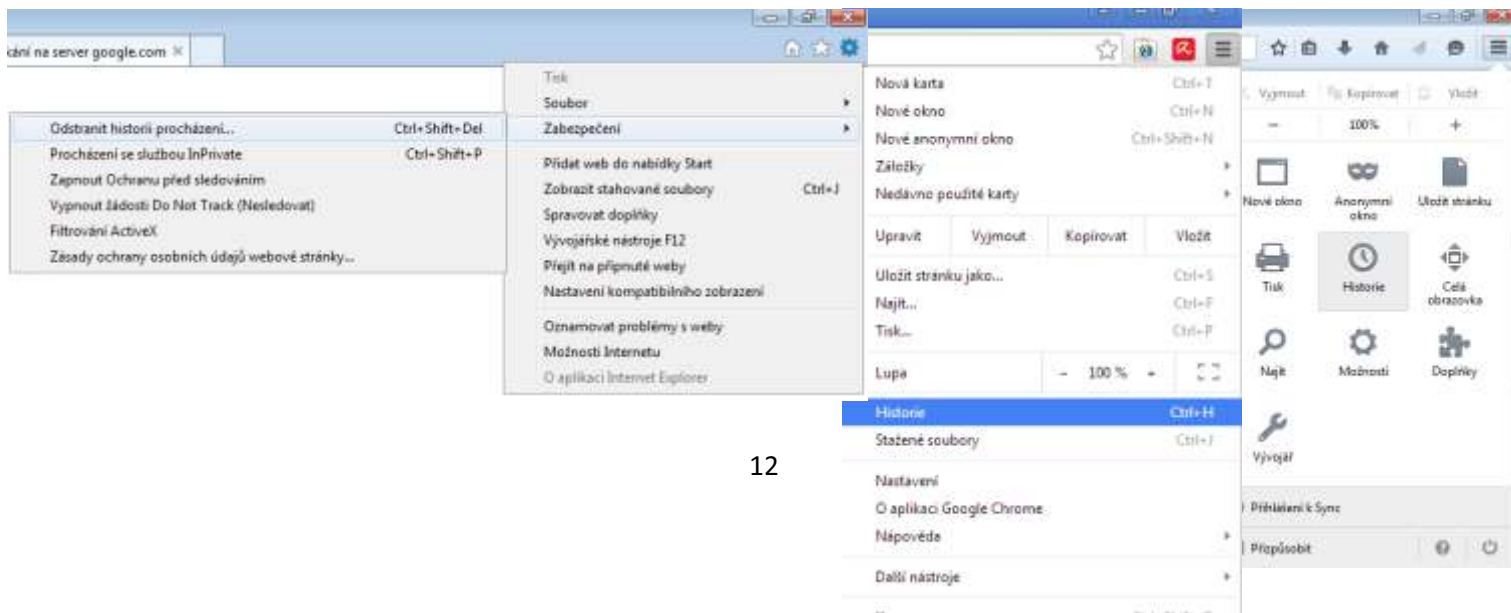 kání na server google.com
Tisk
Soubor
Zabezpečení
Přidat web do nabídky Start
Zobrazit stahované soubory Ctrl+J
Spravovat doplňky
Vývojářské nástroje F12
Přejít na připnuté weby
Nastavení kompatibilního zobrazení
Oznamovat problémy s weby
Možnosti Internetu
O aplikaci Internet Explorer
Odstranit historii procházení... Ctrl+Shift+Del
Procházení se službou InPrivate Ctrl+Shift+P
Zapnout Ochranu před sledováním
Vypnout žádosti Do Not Track (Nesledovat)
Filtrování ActiveX
Zásady ochrany osobních údajů webové stránky...
12
Nová karta Ctrl+T
Nové okno Ctrl+N
Nové anonymní okno Ctrl+Shift+N
Záložky
Nedávno použité karty
Upravit Vyjmout Kopírovat Vložit
Uložit stránku jako... Ctrl+S
Najít... Ctrl+F
Tisk... Ctrl+P
Lupa - 100 % +
Historie Ctrl+H
Stažené soubory Ctrl+J
Nastavení
O aplikaci Google Chrome
Nápověda
Další nástroje
Vyjmout Kopírovat Vložit
- 100% +
Nové okno Anonymní okno Uložit stránku
Tisk Historie Celá obrazovka
Najít Možnosti Doplňky
Vývojář
Přihlášení k Sync
Přizpůsobit